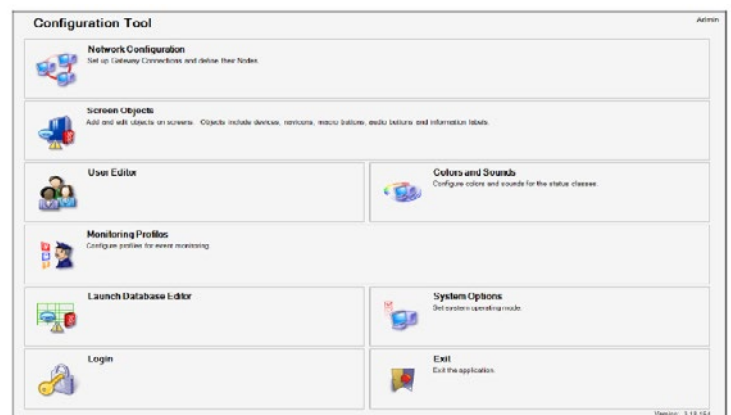 Configuration Tool
Admin
Network Configuration
Set up Gateway Connections and define their Nodes.
Screen Objects
Add and edit objects on screens. Objects include devices, navicons, macro buttons, audio buttons and information labels.
User Editor
Colors and Sounds
Configure colors and sounds for the status classes.
Monitoring Profiles
Configure profiles for event monitoring.
Launch Database Editor
System Options
Set system operating mode.
Login
Exit
Exit the application.
Version: